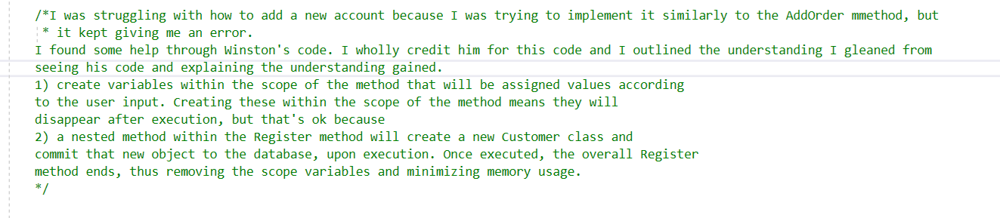 /*I was struggling with how to add a new account because I was trying to implement it similarly to the AddOrder mmethod, but
* it kept giving me an error.
I found some help through Winston's code. I wholly credit him for this code and I outlined the understanding I gleaned from
seeing his code and explaining the understanding gained.
1) create variables within the scope of the method that will be assigned values according
to the user input. Creating these within the scope of the method means they will
disappear after execution, but that's ok because
2) a nested method within the Register method will create a new Customer class and
commit that new object to the database, upon execution. Once executed, the overall Register
method ends, thus removing the scope variables and minimizing memory usage.
*/